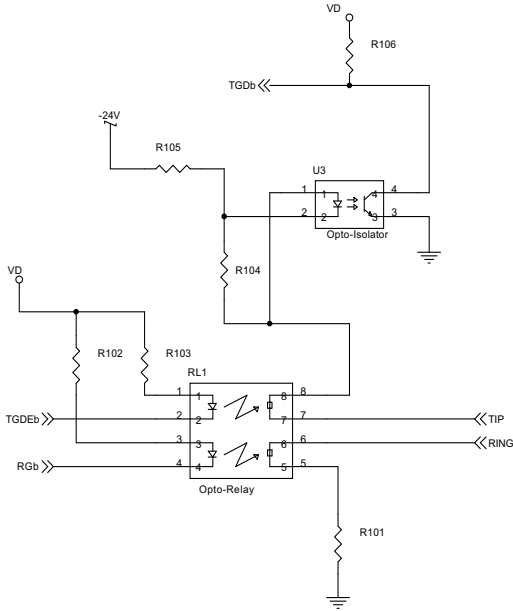 VD
R106
TGDb
-24V
R105
U3
1 1 4 4
2 2 3 3
Opto-Isolator
R104
VD
R102 R103
RL1
1 1 8 8
TGDEb 2 2 7 7 TIP
3 3 6 6 RING
RGb 4 4 5 5
Opto-Relay
R101